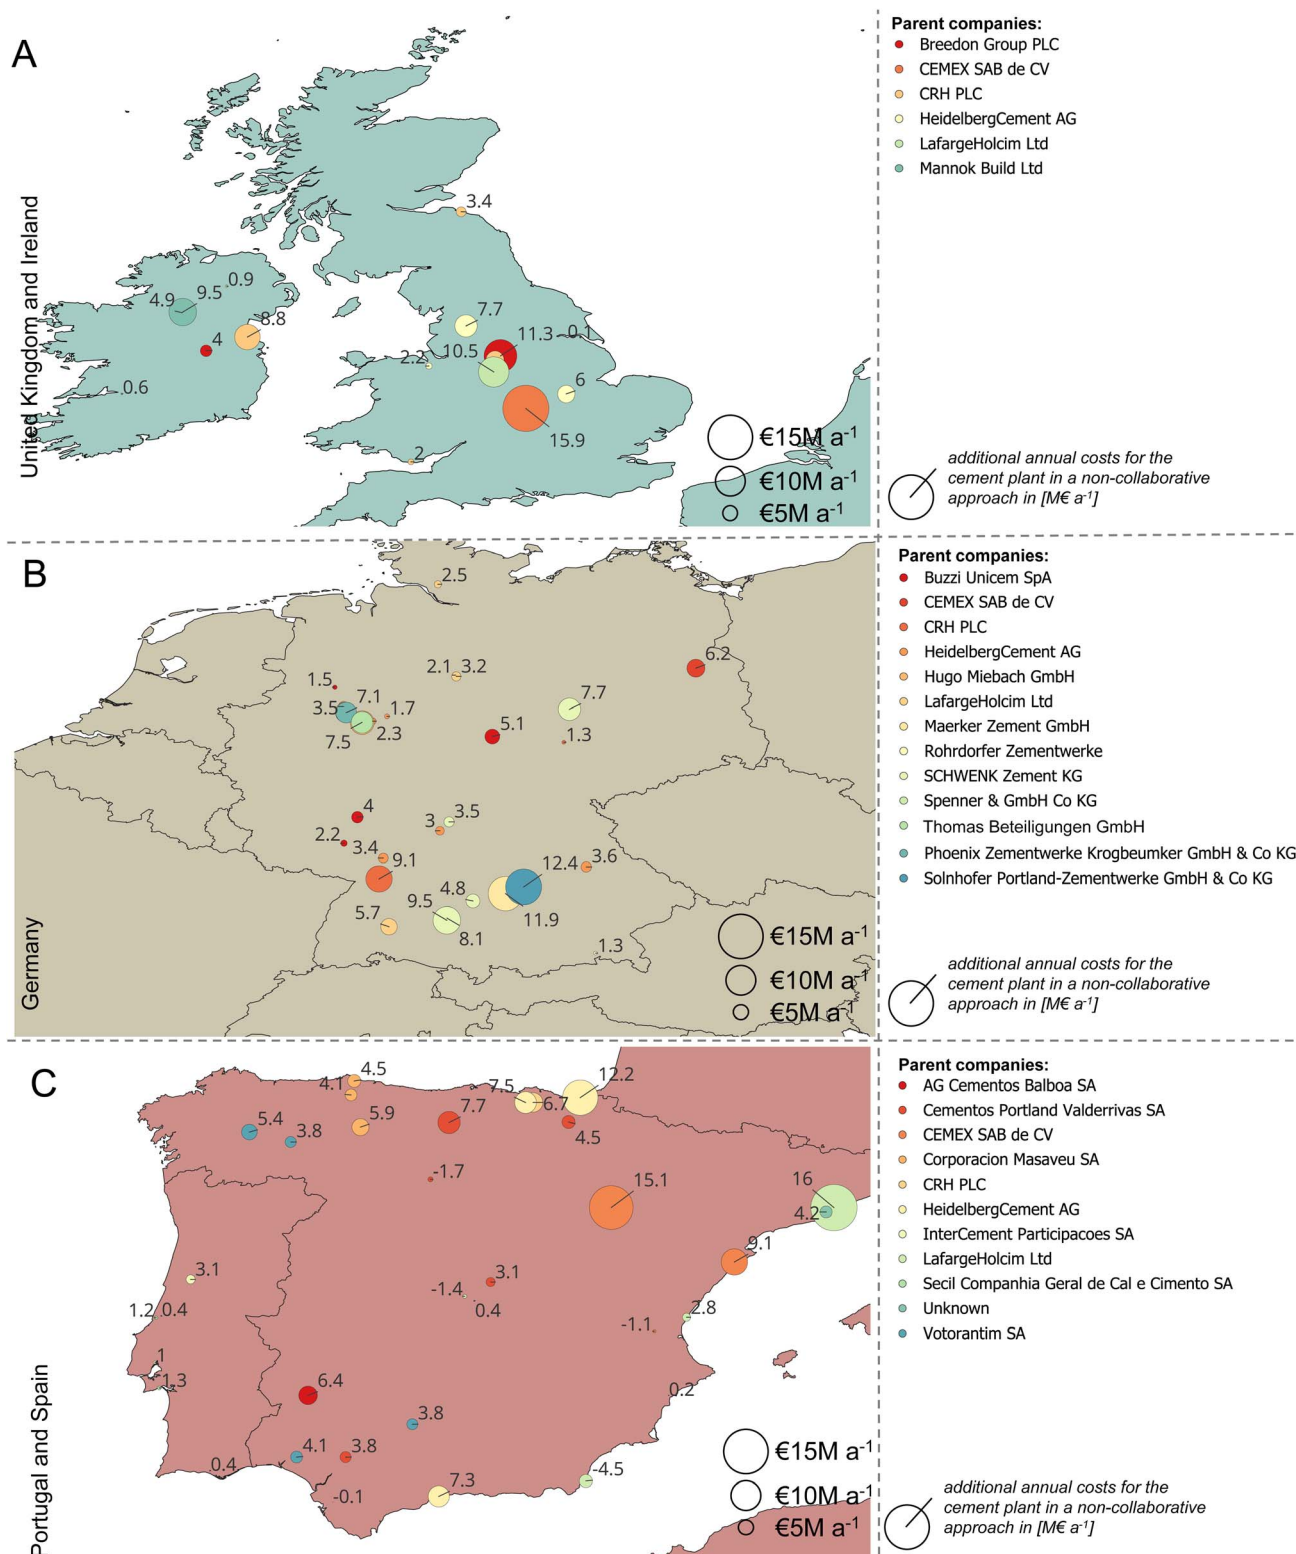 A
United Kingdom and Ireland
3.4
0.9
4.9
9.5
8.8
4
0.6
7.7
11.3
-0.1
10.5
2.2
6
15.9
2
€15M a-1
€10M a-1
€5M a-1
Parent companies:
Breedon Group PLC
CEMEX SAB de CV
CRH PLC
HeidelbergCement AG
LafargeHolcim Ltd
Mannok Build Ltd
additional annual costs for the
cement plant in a non-collaborative
approach in [M€ a-1]
B
Germany
2.5
6.2
2.1
3.2
1.5
7.1
3.5
1.7
2.3
7.5
7.7
5.1
1.3
4
3.5
3
2.2
3.4
9.1
12.4
3.6
4.8
9.5
11.9
5.7
8.1
1.3
€15M a-1
€10M a-1
€5M a-1
Parent companies:
Buzzi Unicem SpA
CEMEX SAB de CV
CRH PLC
HeidelbergCement AG
Hugo Miebach GmbH
LafargeHolcim Ltd
Maerker Zement GmbH
Rohrdorfer Zementwerke
SCHWENK Zement KG
Spenner & GmbH Co KG
Thomas Beteiligungen GmbH
Phoenix Zementwerke Krogbeumker GmbH & Co KG
Solnhofer Portland-Zementwerke GmbH & Co KG
additional annual costs for the
cement plant in a non-collaborative
approach in [M€ a-1]
C
Portugal and Spain
4.5
4.1
7.5
12.2
5.4
3.8
5.9
7.7
6.7
4.5
-1.7
15.1
16
4.2
9.1
3.1
3.1
-1.4
0.4
1.2
0.4
2.8
-1.1
1
1.3
6.4
0.2
3.8
4.1
3.8
0.4
-0.1
7.3
-4.5
€15M a-1
€10M a-1
€5M a-1
Parent companies:
AG Cementos Balboa SA
Cementos Portland Valderrivas SA
CEMEX SAB de CV
Corporacion Masaveu SA
CRH PLC
HeidelbergCement AG
InterCement Participacoes SA
LafargeHolcim Ltd
Secil Companhia Geral de Cal e Cimento SA
Unknown
Votorantim SA
additional annual costs for the
cement plant in a non-collaborative
approach in [M€ a-1]